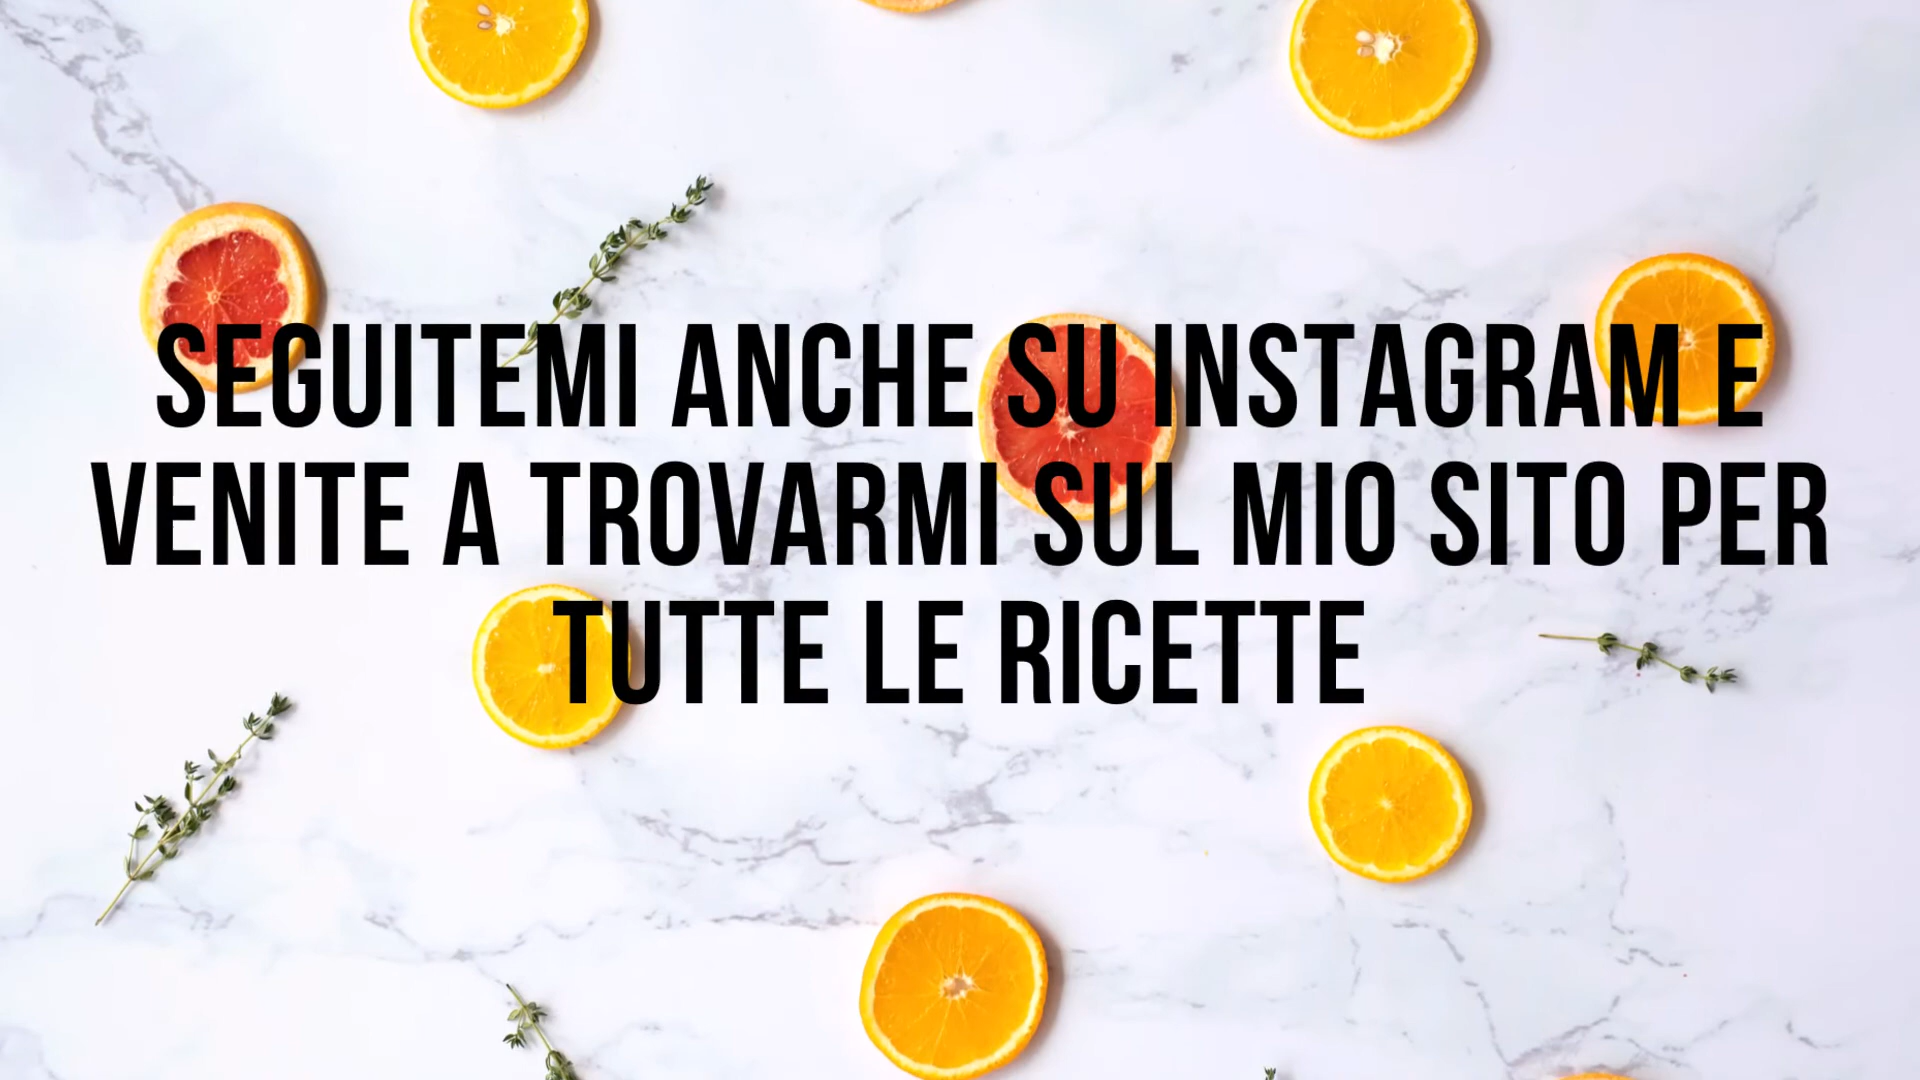 SEGUITEMI ANCHE SU INSTAGRAM E
VENITE A TROVARMI SUL MIO SITO PER
TUTTE LE RICETTE